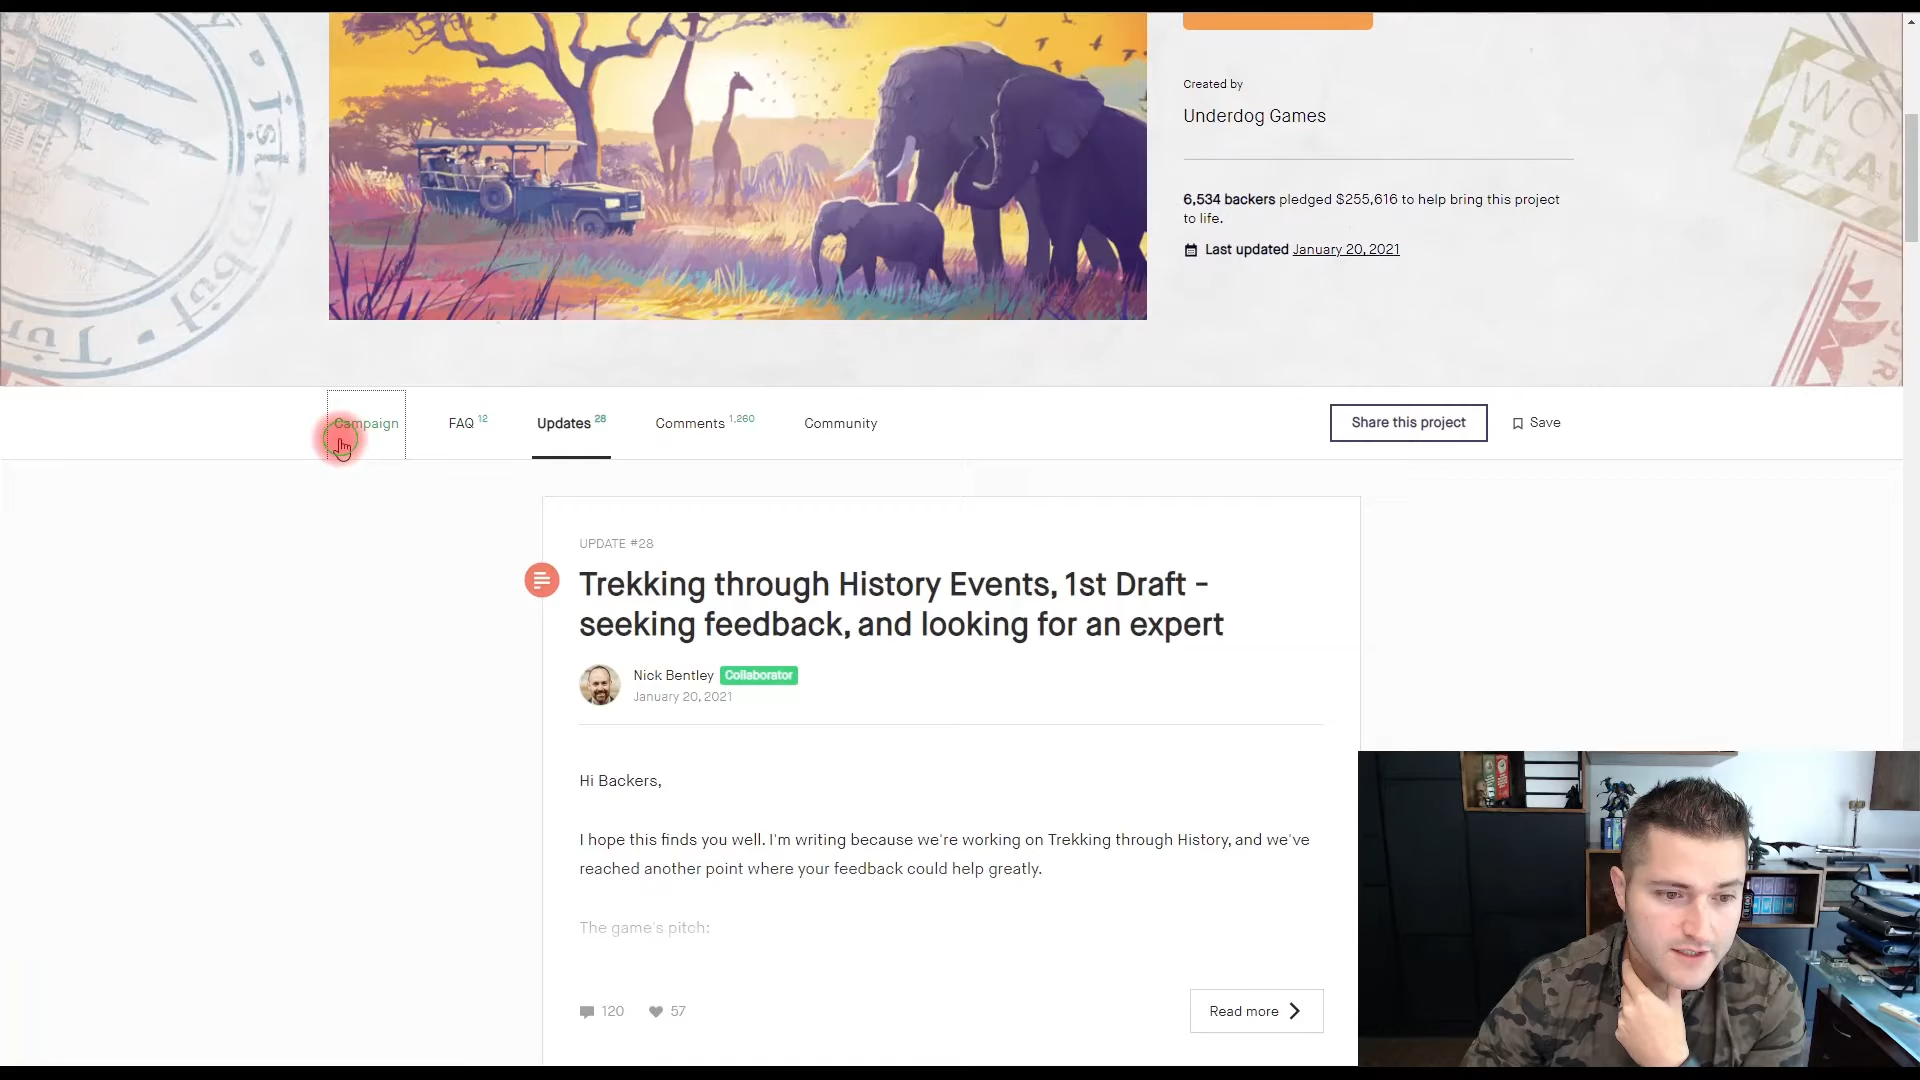 İstanbul
WO
TRAV
Created by
Underdog Games
6,534 backers pledged $255,616 to help bring this project
to life.
Last updated January 20, 2021
Campaign
FAQ 12
Updates 28
Comments 1,260
Community
Share this project
Save
UPDATE #28
Trekking through History Events, 1st Draft -
seeking feedback, and looking for an expert
Nick Bentley Collaborator
January 20, 2021
Hi Backers,
I hope this finds you well. I'm writing because we're working on Trekking through History, and we've
reached another point where your feedback could help greatly.
The game's pitch:
120
57
Read more